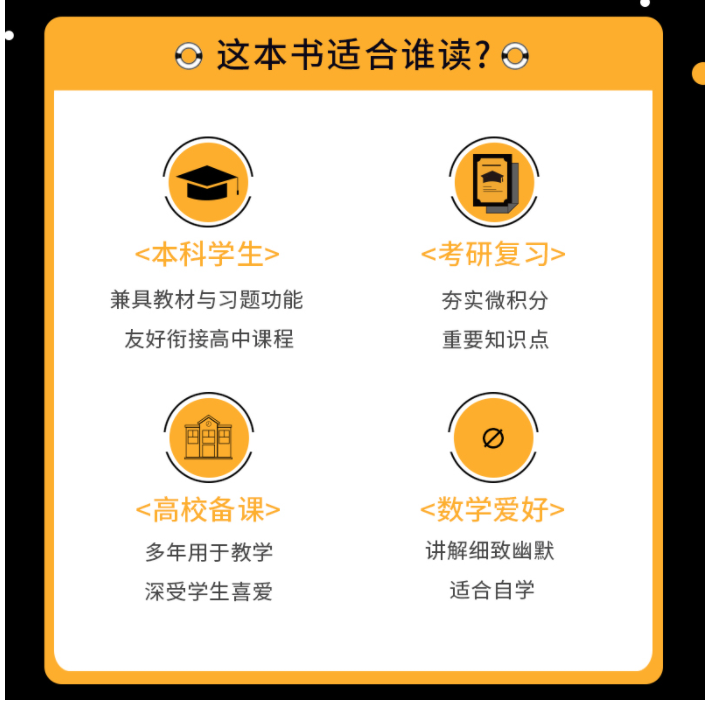 这本书适合谁读?
<本科学生>
兼具教材与习题功能
友好衔接高中课程
<考研复习>
夯实微积分
重要知识点
<高校备课>
多年用于教学
深受学生喜爱
<数学爱好>
讲解细致幽默
适合自学